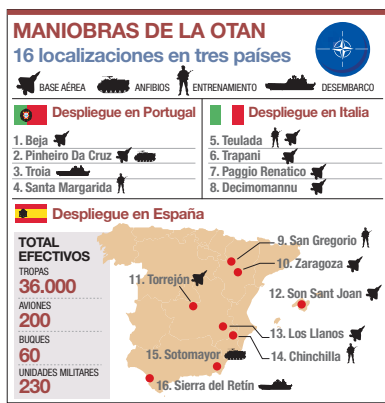 MANIOBRAS DE LA OTAN
16 localizaciones en tres países
BASE AÉREA ANFIBIOS ENTRENAMIENTO DESEMBARCO
Despliegue en Portugal
1. Beja
2. Pinheiro Da Cruz
3. Troia
4. Santa Margarida
Despliegue en Italia
5. Teulada
6. Trapani
7. Paggio Renatico
8. Decimomannu
Despliegue en España
TOTAL
EFECTIVOS
TROPAS
36.000
AVIONES
200
BUQUES
60
UNIDADES MILITARES
230
9. San Gregorio
10. Zaragoza
11. Torrejón
12. Son Sant Joan
13. Los Llanos
14. Chinchilla
15. Sotomayor
16. Sierra del Retín